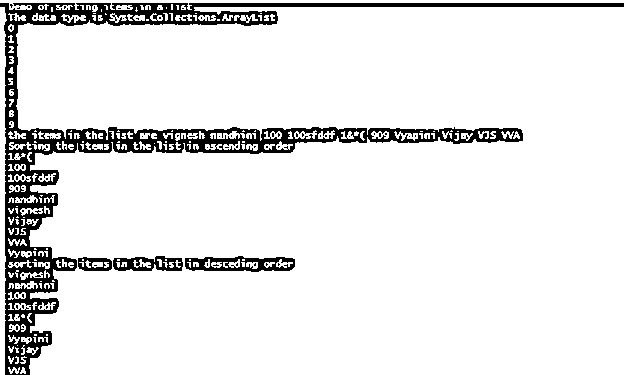 Demo of sorting items in a list
The data type is System.Collections.ArrayList
0
1
2
3
4
5
6
7
8
9
the items in the list are vignesh nandhini 100 100sfddf 1&*( 909 Vyapini Vijay VJS VVA
Sorting the items in the list in ascending order
1&*(
100
100sfddf
909
nandhini
vignesh
Vijay
VJS
VVA
Vyapini
sorting the items in the list in desceding order
vignesh
nandhini
100
100sfddf
1&*(
909
Vyapini
Vijay
VJS
VVA